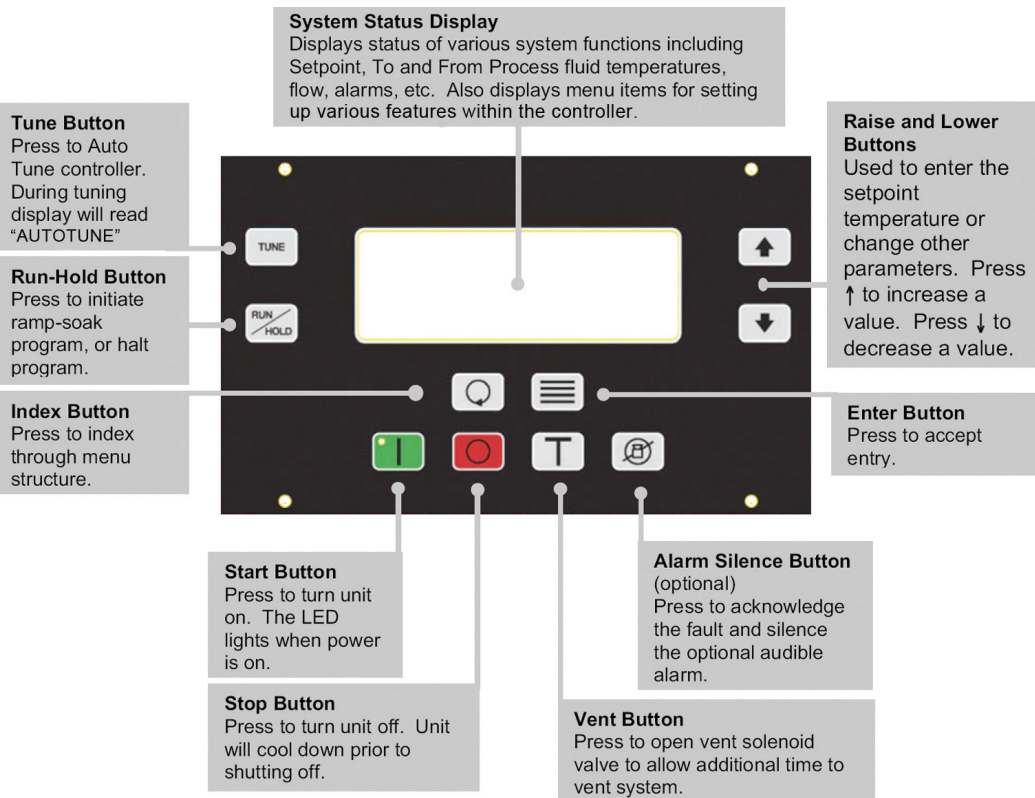 System Status Display
Displays status of various system functions including
Setpoint, To and From Process fluid temperatures,
flow, alarms, etc. Also displays menu items for setting
up various features within the controller.
Tune Button
Press to Auto
Tune controller.
During tuning
display will read
“AUTOTUNE”
Run-Hold Button
Press to initiate
ramp-soak
program, or halt
program.
Index Button
Press to index
through menu
structure.
TUNE
RUN
HOLD
Raise and Lower
Buttons
Used to enter the
setpoint
temperature or
change other
parameters. Press
↑ to increase a
value. Press ↓ to
decrease a value.
Enter Button
Press to accept
entry.
Start Button
Press to turn unit
on. The LED
lights when power
is on.
Stop Button
Press to turn unit off. Unit
will cool down prior to
shutting off.
Alarm Silence Button
(optional)
Press to acknowledge
the fault and silence
the optional audible
alarm.
Vent Button
Press to open vent solenoid
valve to allow additional time to
vent system.